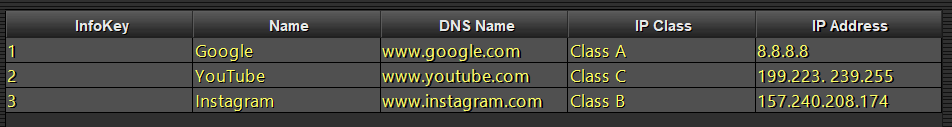 InfoKey Name DNS Name IP Class IP Address
1 Google www.google.com Class A 8.8.8.8
2 YouTube www.youtube.com Class C 199.223. 239.255
3 Instagram www.instagram.com Class B 157.240.208.174